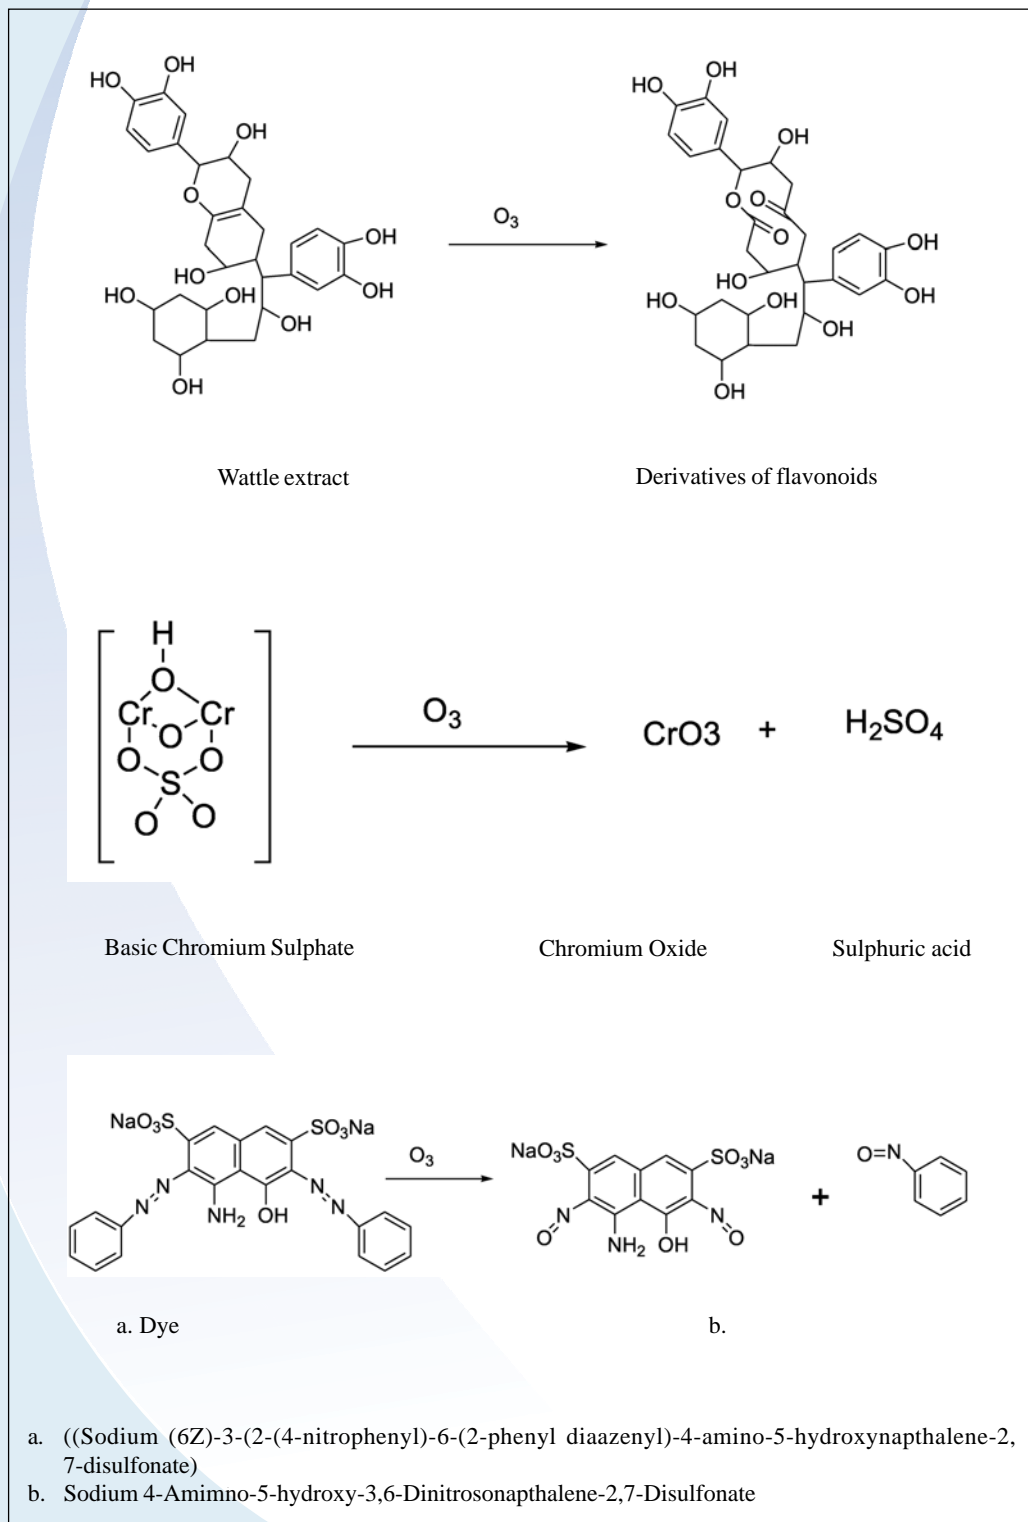 HO
OH
OH
O
HO
OH
OH
HO
OH
OH
OH
O₃
HO
OH
OH
O
O
O
HO
OH
OH
HO
OH
OH
OH
Wattle extract
Derivatives of flavonoids
H
O
Cr
Cr
O
O
O
S
O
O
O₃
CrO3 + H₂SO₄
Basic Chromium Sulphate
Chromium Oxide
Sulphuric acid
NaO₃S
SO₃Na
N
N
N
N
NH₂
OH
O₃
NaO₃S
SO₃Na
N
O
NH₂
OH
N
O
+
O=N
a. Dye
b.
a. ((Sodium (6Z)-3-(2-(4-nitrophenyl)-6-(2-phenyl diaazenyl)-4-amino-5-hydroxynapthalene-2,
7-disulfonate)
b. Sodium 4-Amimno-5-hydroxy-3,6-Dinitrosonapthalene-2,7-Disulfonate